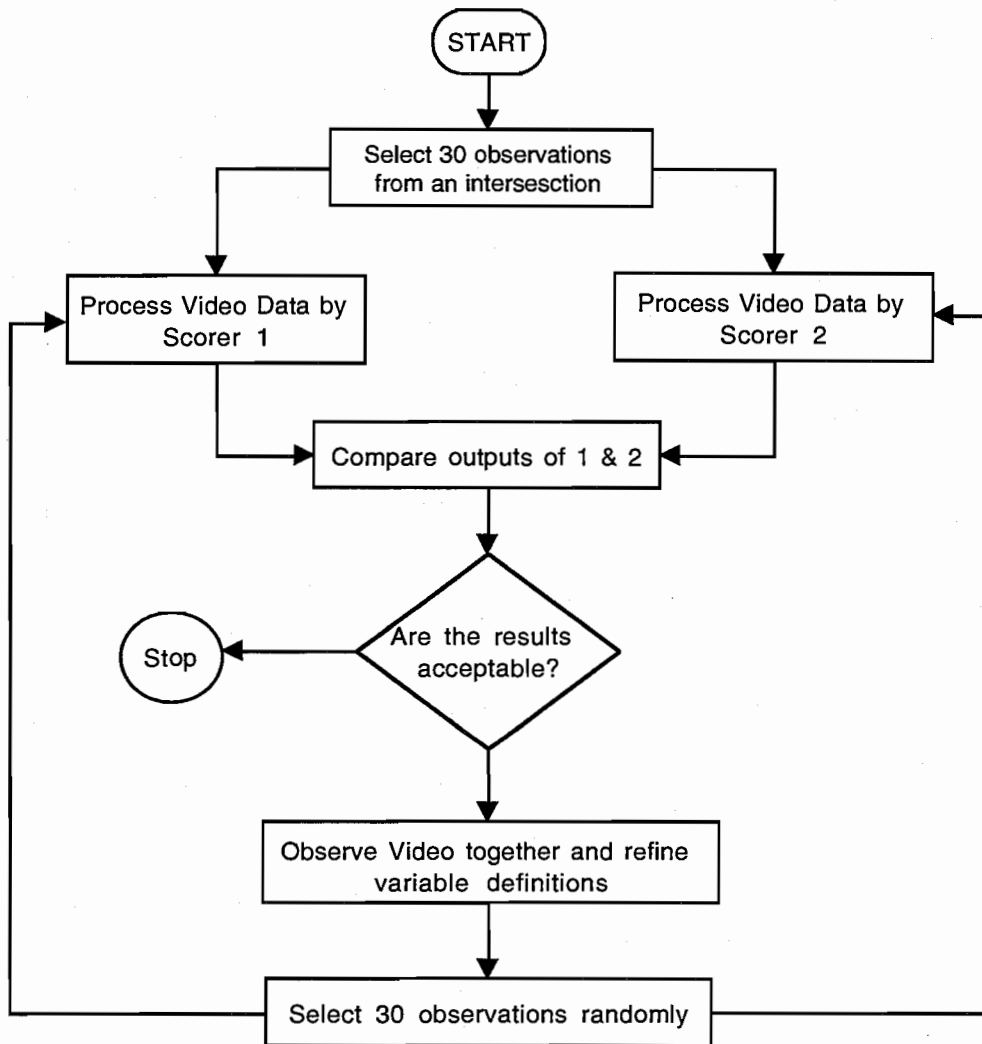 START
Select 30 observations
from an intersesction
Process Video Data by
Scorer 1
Process Video Data by
Scorer 2
Compare outputs of 1 & 2
Are the results
acceptable?
Stop
Observe Video together and refine
variable definitions
Select 30 observations randomly